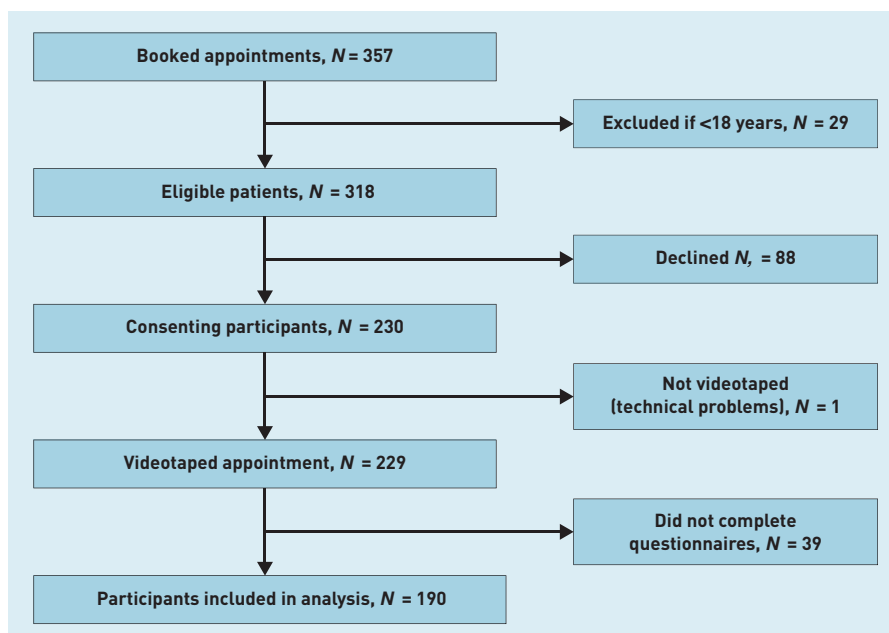 Booked appointments, N = 357
Excluded if <18 years, N = 29
Eligible patients, N = 318
Declined N, = 88
Consenting participants, N = 230
Not videotaped
(technical problems), N = 1
Videotaped appointment, N = 229
Did not complete
questionnaires, N = 39
Participants included in analysis, N = 190